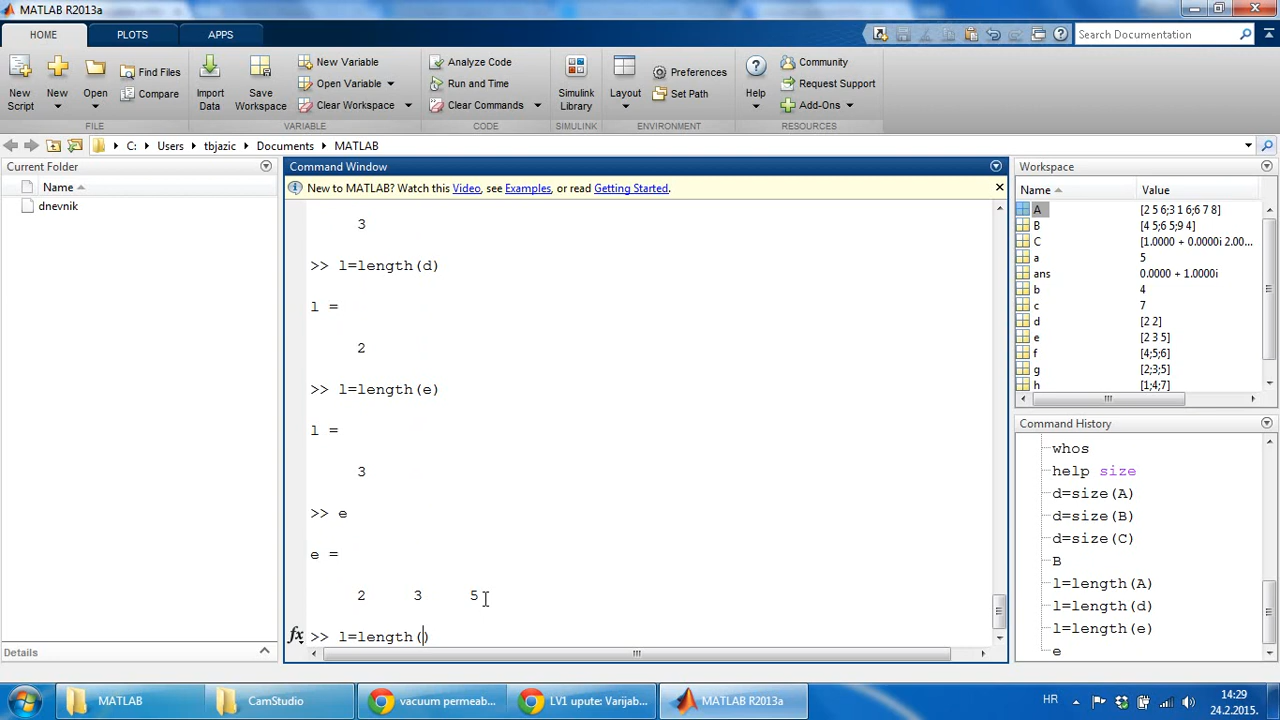 MATLAB R2013a
HOME
PLOTS
APPS
Search Documentation
New Script
New
Open
Find Files
Compare
Import Data
Save Workspace
New Variable
Open Variable
Clear Workspace
Analyze Code
Run and Time
Clear Commands
Simulink Library
Layout
Preferences
Set Path
Help
Community
Request Support
Add-Ons
FILE
VARIABLE
CODE
SIMULINK
ENVIRONMENT
RESOURCES
C: Users tbjazic Documents MATLAB
Current Folder
Name
dnevnik
Details
Command Window
New to MATLAB? Watch this Video, see Examples, or read Getting Started.
3
>> l=length(d)
l =
2
>> l=length(e)
l =
3
>> e
e =
2 3 5
fx >> l=length()
Workspace
Name Value
A [2 5 6;3 1 6;6 7 8]
B [4 5;6 5;9 4]
C [1.0000 + 0.0000i 2.00...
a 5
ans 0.0000 + 1.0000i
b 4
c 7
d [2 2]
e [2 3 5]
f [4;5;6]
g [2;3;5]
h [1;4;7]
Command History
whos
help size
d=size(A)
d=size(B)
d=size(C)
B
l=length(A)
l=length(d)
l=length(e)
e
MATLAB
CamStudio
vacuum permeab...
LV1 upute: Varijab...
MATLAB R2013a
HR
14:29
24.2.2015.